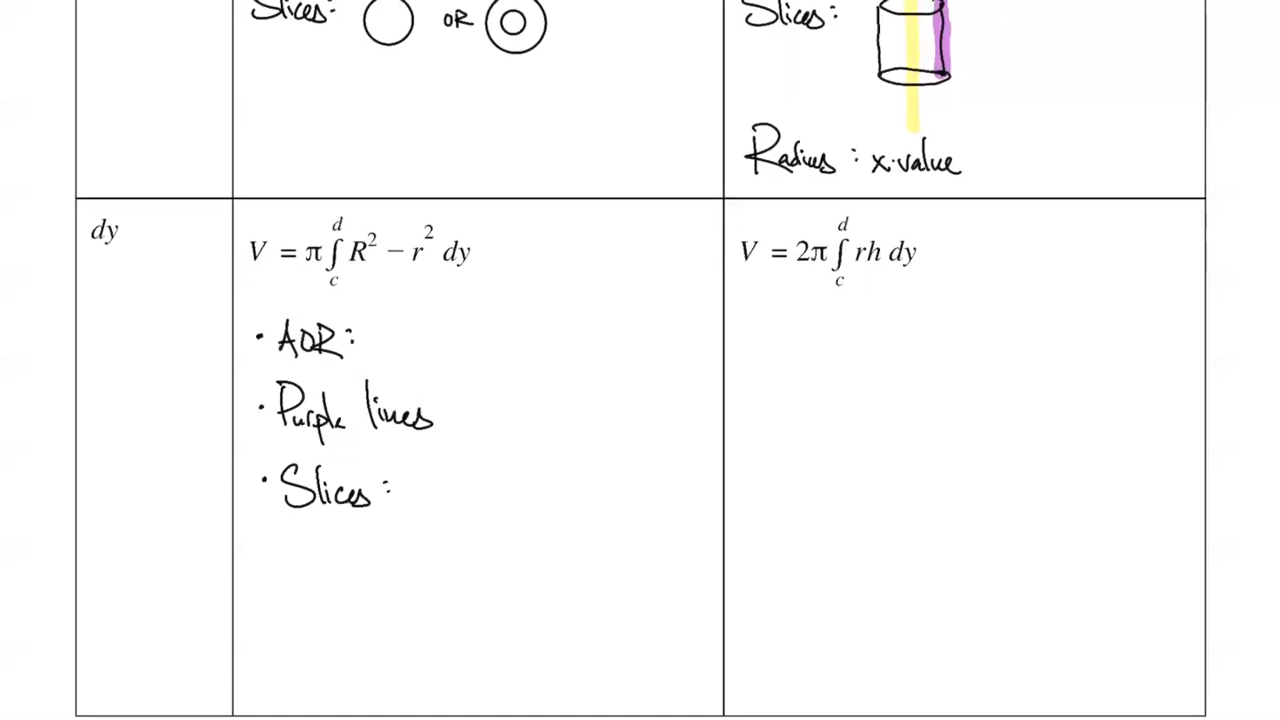 Slices: OR
Slices:
Radius: x-value
dy
V = π∫_c^d R² − r² dy
V = 2π∫_c^d rh dy
• AOR:
• Purple lines
• Slices: